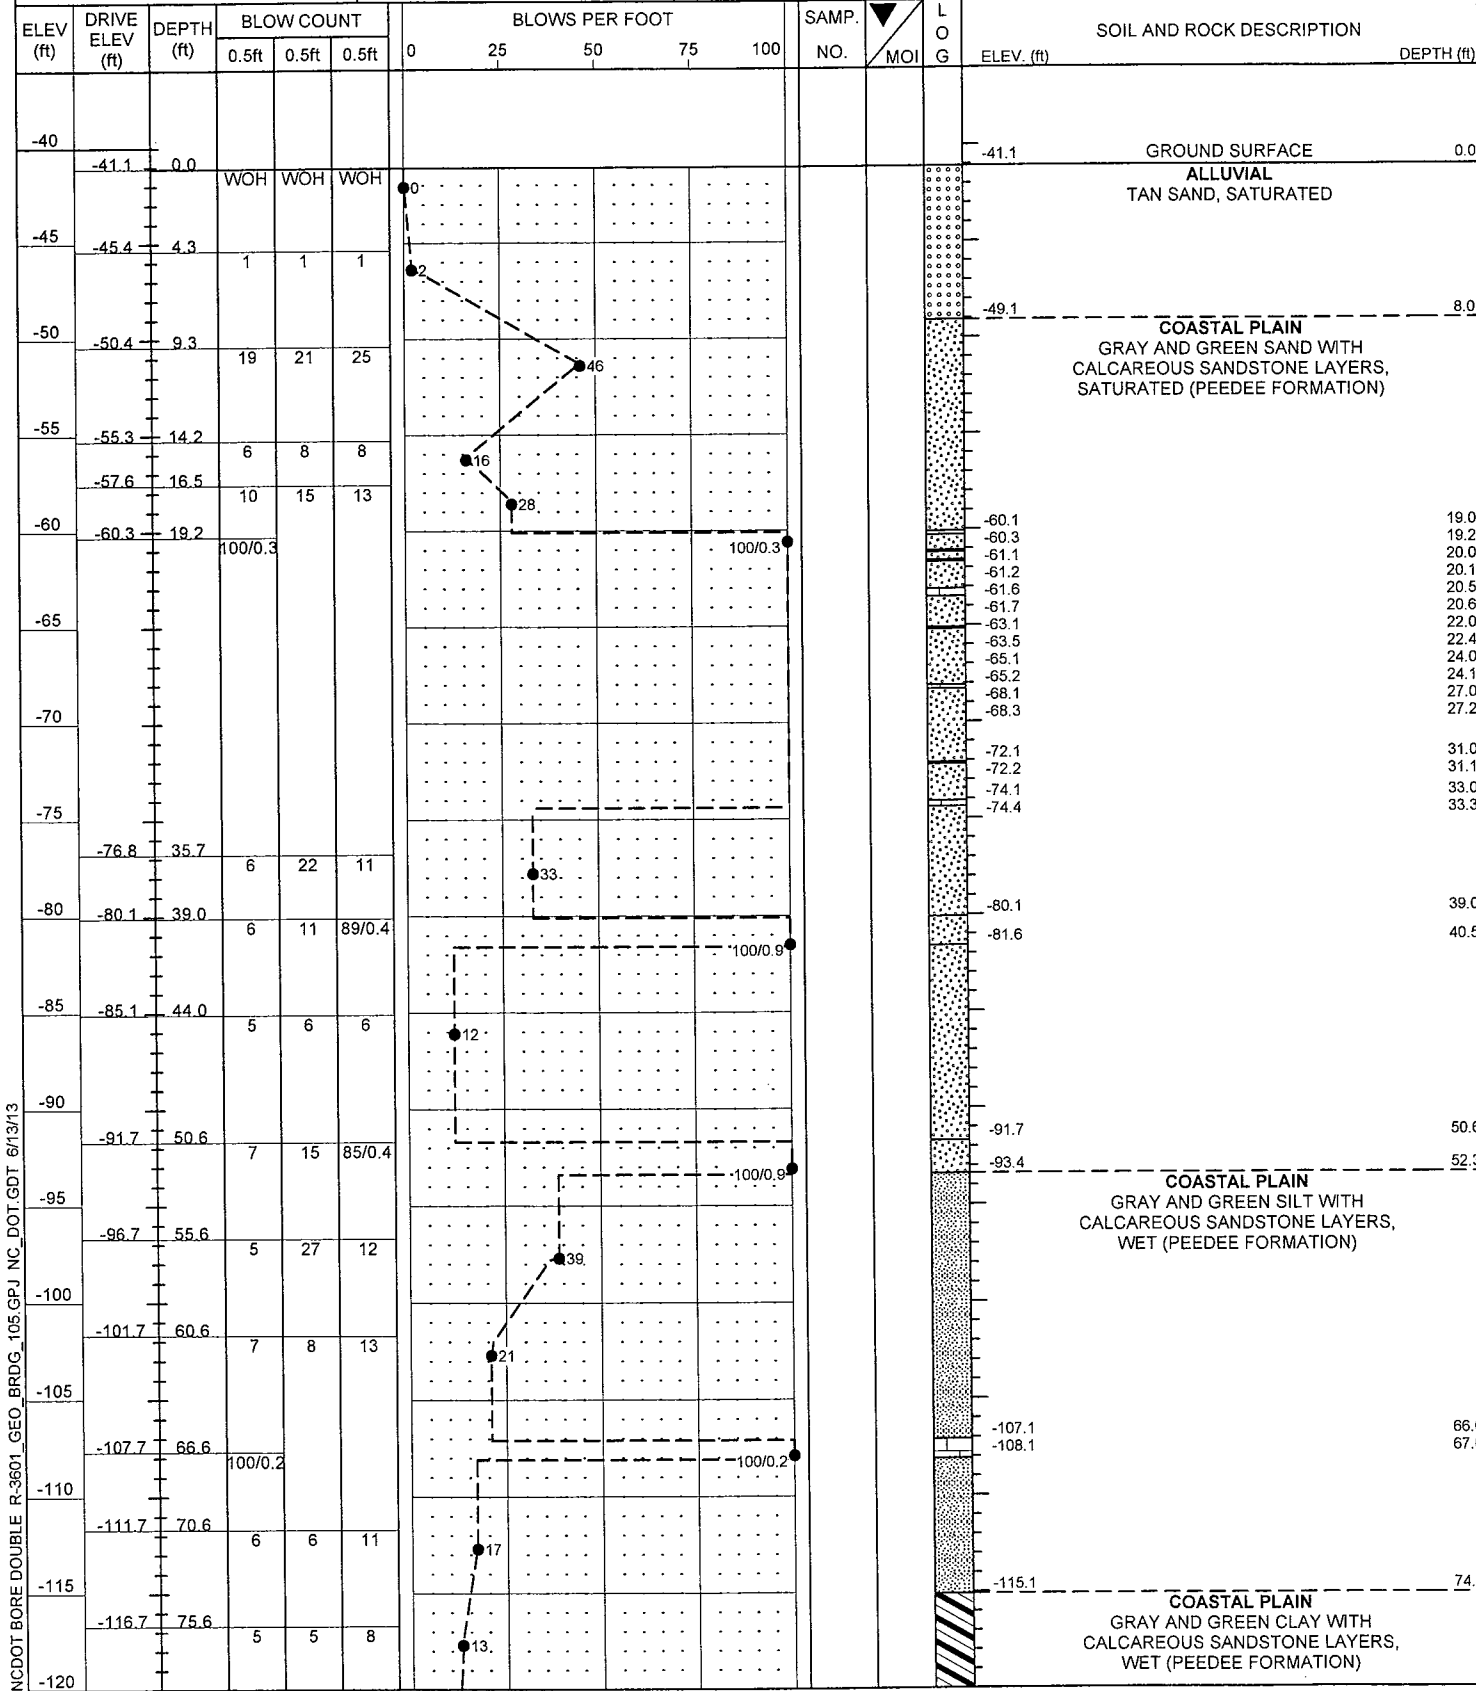 ELEV (ft) DRIVE ELEV (ft) DEPTH (ft) BLOW COUNT BLOWS PER FOOT SAMP. NO. MOI L O G SOIL AND ROCK DESCRIPTION
0.5ft 0.5ft 0.5ft 0 25 50 75 100 ELEV. (ft) DEPTH (ft)
-40
-41.1 0.0 -41.1 GROUND SURFACE 0.0
WOH WOH WOH 0 ALLUVIAL
TAN SAND, SATURATED
-45
-45.4 4.3
1 1 1 2
-49.1 8.0
-50 COASTAL PLAIN
-50.4 9.3 GRAY AND GREEN SAND WITH
19 21 25 46 CALCAREOUS SANDSTONE LAYERS,
SATURATED (PEEDEE FORMATION)
-55
-55.3 14.2
6 8 8 16
-57.6 16.5
10 15 13 28
-60 -60.1 19.0
-60.3 19.2 -60.3 19.2
100/0.3 100/0.3 -61.1 20.0
-61.2 20.1
-61.6 20.5
-61.7 20.6
-65 -63.1 22.0
-63.5 22.4
-65.1 24.0
-65.2 24.1
-68.1 27.0
-68.3 27.2
-70
-72.1 31.0
-72.2 31.1
-74.1 33.0
-75 -74.4 33.3
-76.8 35.7
6 22 11 33
-80 -80.1 39.0 -80.1 39.0
6 11 89/0.4 100/0.9 -81.6 40.5
-85 -85.1 44.0
5 6 6 12
-90
-91.7 50.6 -91.7 50.6
7 15 85/0.4 100/0.9 -93.4 52.3
-95 COASTAL PLAIN
GRAY AND GREEN SILT WITH
CALCAREOUS SANDSTONE LAYERS,
-96.7 55.6 WET (PEEDEE FORMATION)
5 27 12 39
-100
-101.7 60.6
7 8 13 21
-105
-107.1 66.
-107.7 66.6 -108.1 67.
100/0.2 100/0.2
-110
-111.7 70.6
6 6 11 17
-115 -115.1 74.
COASTAL PLAIN
-116.7 75.6 GRAY AND GREEN CLAY WITH
5 5 8 13 CALCAREOUS SANDSTONE LAYERS,
WET (PEEDEE FORMATION)
-120
NCDOT BORE DOUBLE R-3601_GEO_BRDG_105.GPJ NC_DOT.GDT 6/13/13